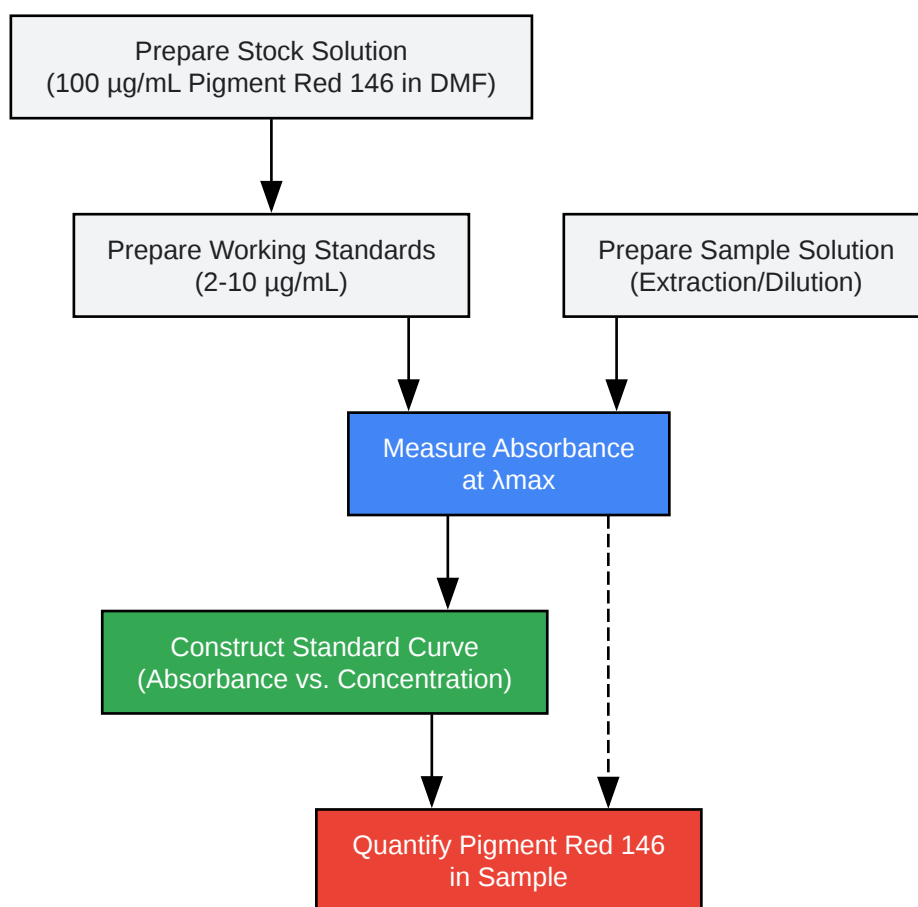 Prepare Stock Solution
(100 µg/mL Pigment Red 146 in DMF)
Prepare Working Standards
(2-10 µg/mL)
Prepare Sample Solution
(Extraction/Dilution)
Measure Absorbance
at λmax
Construct Standard Curve
(Absorbance vs. Concentration)
Quantify Pigment Red 146
in Sample